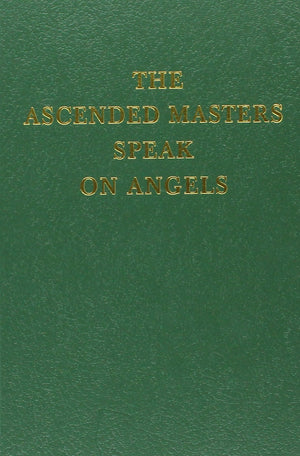 THE
ASCENDED MASTERS
SPEAK
ON ANGELS